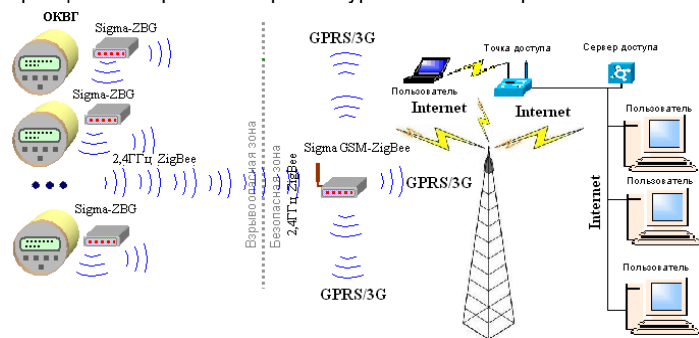 ОКВГ
Sigma-ZBG
Sigma-ZBG
2,4ГГц ZigBee
Sigma-ZBG
Взрывоопасная зона
Безопасная зона
2,4ГГц ZigBee
GPRS/3G
Sigma GSM-ZigBee
GPRS/3G
GPRS/3G
Пользователь
Точка доступа
Сервер доступа
Internet
Internet
Internet
Пользователь
Пользователь
Пользователь